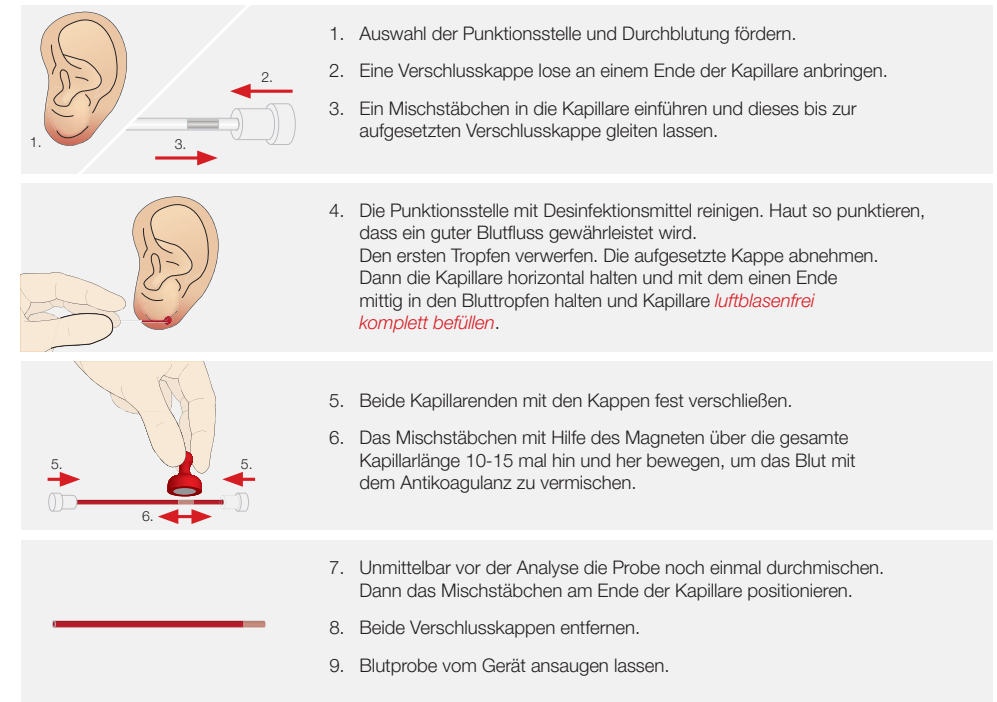 1. Auswahl der Punktionsstelle und Durchblutung fördern.
2. Eine Verschlusskappe lose an einem Ende der Kapillare anbringen.
3. Ein Mischstäbchen in die Kapillare einführen und dieses bis zur
aufgesetzten Verschlusskappe gleiten lassen.
1.
2.
3.
4. Die Punktionsstelle mit Desinfektionsmittel reinigen. Haut so punktieren,
dass ein guter Blutfluss gewährleistet wird.
Den ersten Tropfen verwerfen. Die aufgesetzte Kappe abnehmen.
Dann die Kapillare horizontal halten und mit dem einen Ende
mittig in den Bluttropfen halten und Kapillare luftblasenfrei
komplett befüllen.
5. Beide Kapillarenden mit den Kappen fest verschließen.
6. Das Mischstäbchen mit Hilfe des Magneten über die gesamte
Kapillarlänge 10-15 mal hin und her bewegen, um das Blut mit
dem Antikoagulanz zu vermischen.
5.
5.
6.
7. Unmittelbar vor der Analyse die Probe noch einmal durchmischen.
Dann das Mischstäbchen am Ende der Kapillare positionieren.
8. Beide Verschlusskappen entfernen.
9. Blutprobe vom Gerät ansaugen lassen.